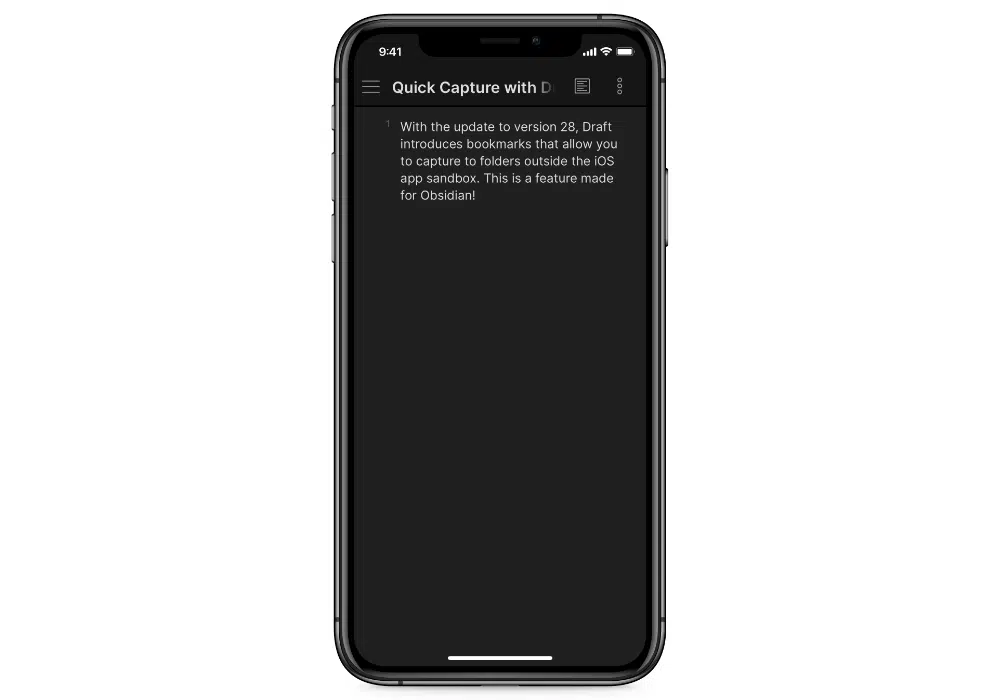 9:41
Quick Capture with D
1
With the update to version 28, Draft
introduces bookmarks that allow you
to capture to folders outside the iOS
app sandbox. This is a feature made
for Obsidian!